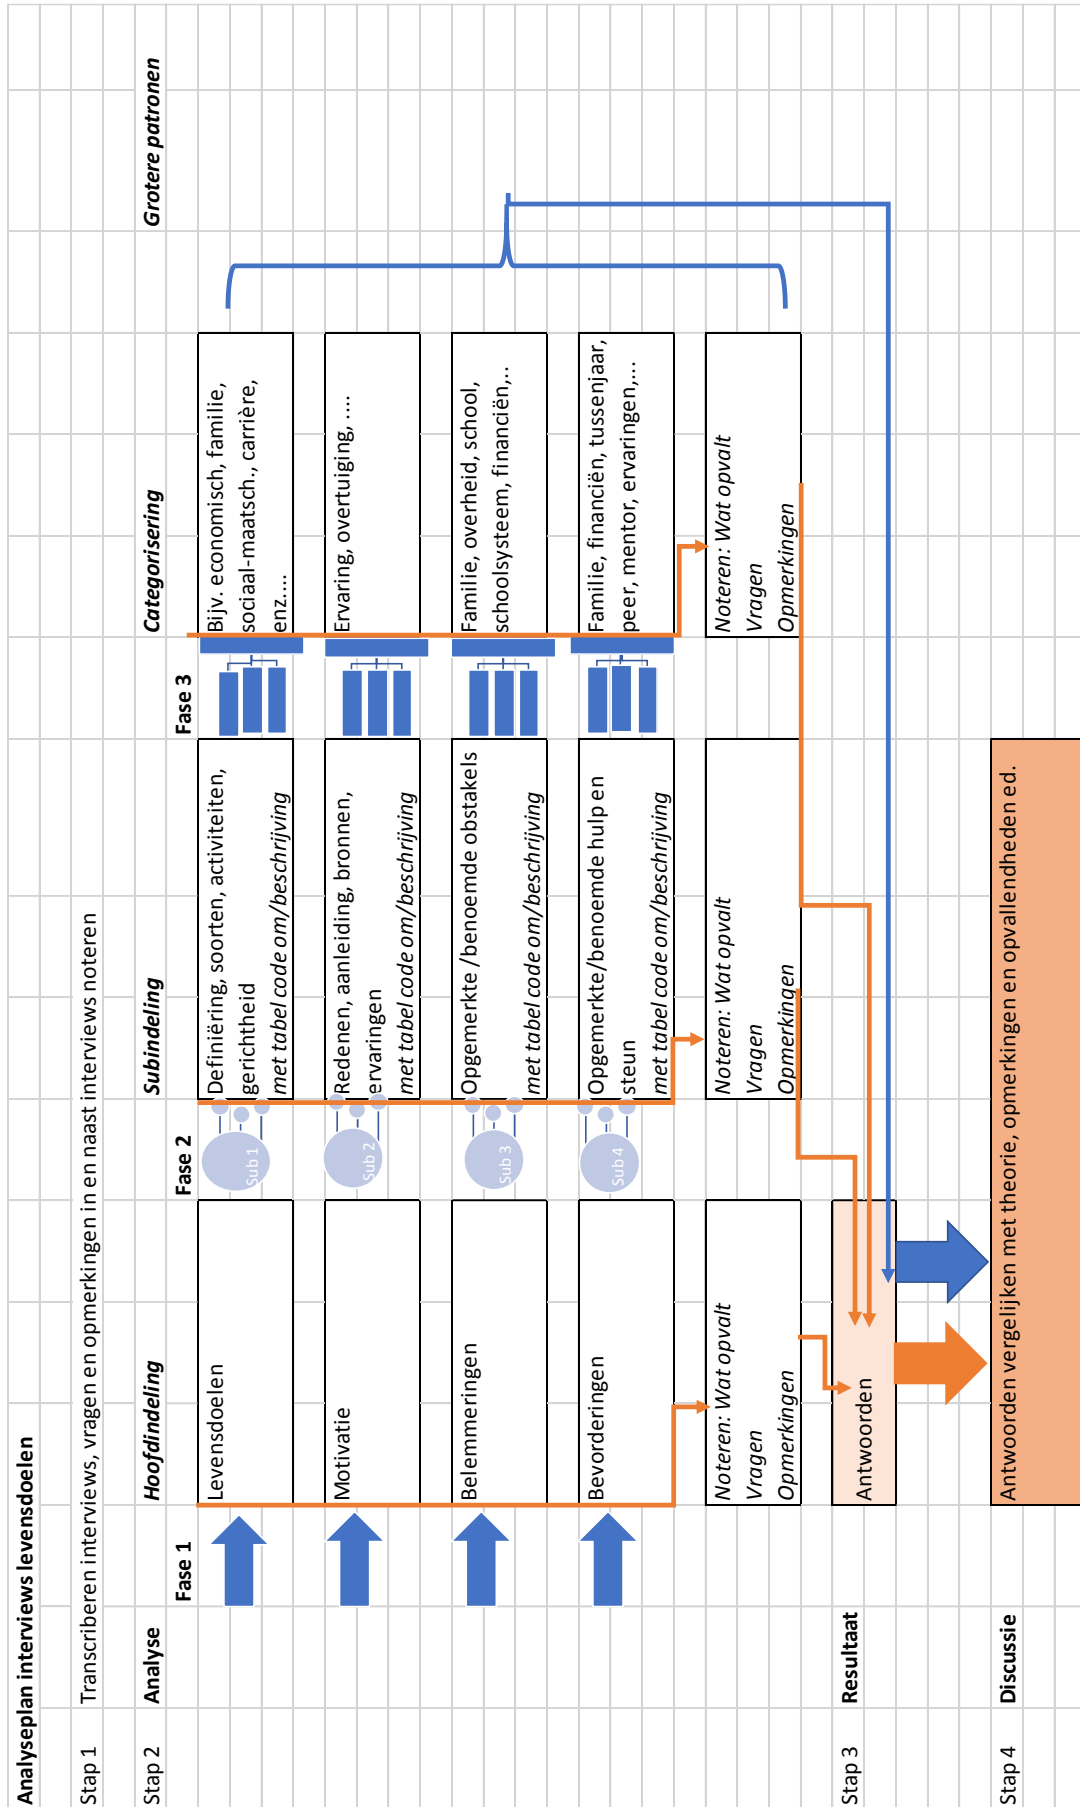 Analyseplan interviews levensdoelen
Stap 1 Transcriberen interviews, vragen en opmerkingen in en naast interviews noteren
Stap 2 Analyse Hoofdindeling Subindeling Categorisering Grotere patronen
Fase 1 Fase 2 Fase 3
Levensdoelen
Sub 1
Definiëring, soorten, activiteiten,
gerichtheid
met tabel code om/beschrijving
Bijv. economisch, familie,
sociaal-maatsch., carrière,
enz....
Motivatie
Sub 2
Redenen, aanleiding, bronnen,
ervaringen
met tabel code om/beschrijving
Ervaring, overtuiging, ....
Belemmeringen
Sub 3
Opgemerkte /benoemde obstakels
met tabel code om/beschrijving
Familie, overheid, school,
schoolsysteem, financiën,..
Bevorderingen
Sub 4
Opgemerkte/benoemde hulp en
steun
met tabel code om/beschrijving
Familie, financiën, tussenjaar,
peer, mentor, ervaringen,...
Noteren: Wat opvalt
Vragen
Opmerkingen
Noteren: Wat opvalt
Vragen
Opmerkingen
Noteren: Wat opvalt
Vragen
Opmerkingen
Stap 3 Resultaat Antwoorden
Stap 4 Discussie Antwoorden vergelijken met theorie, opmerkingen en opvallendheden ed.